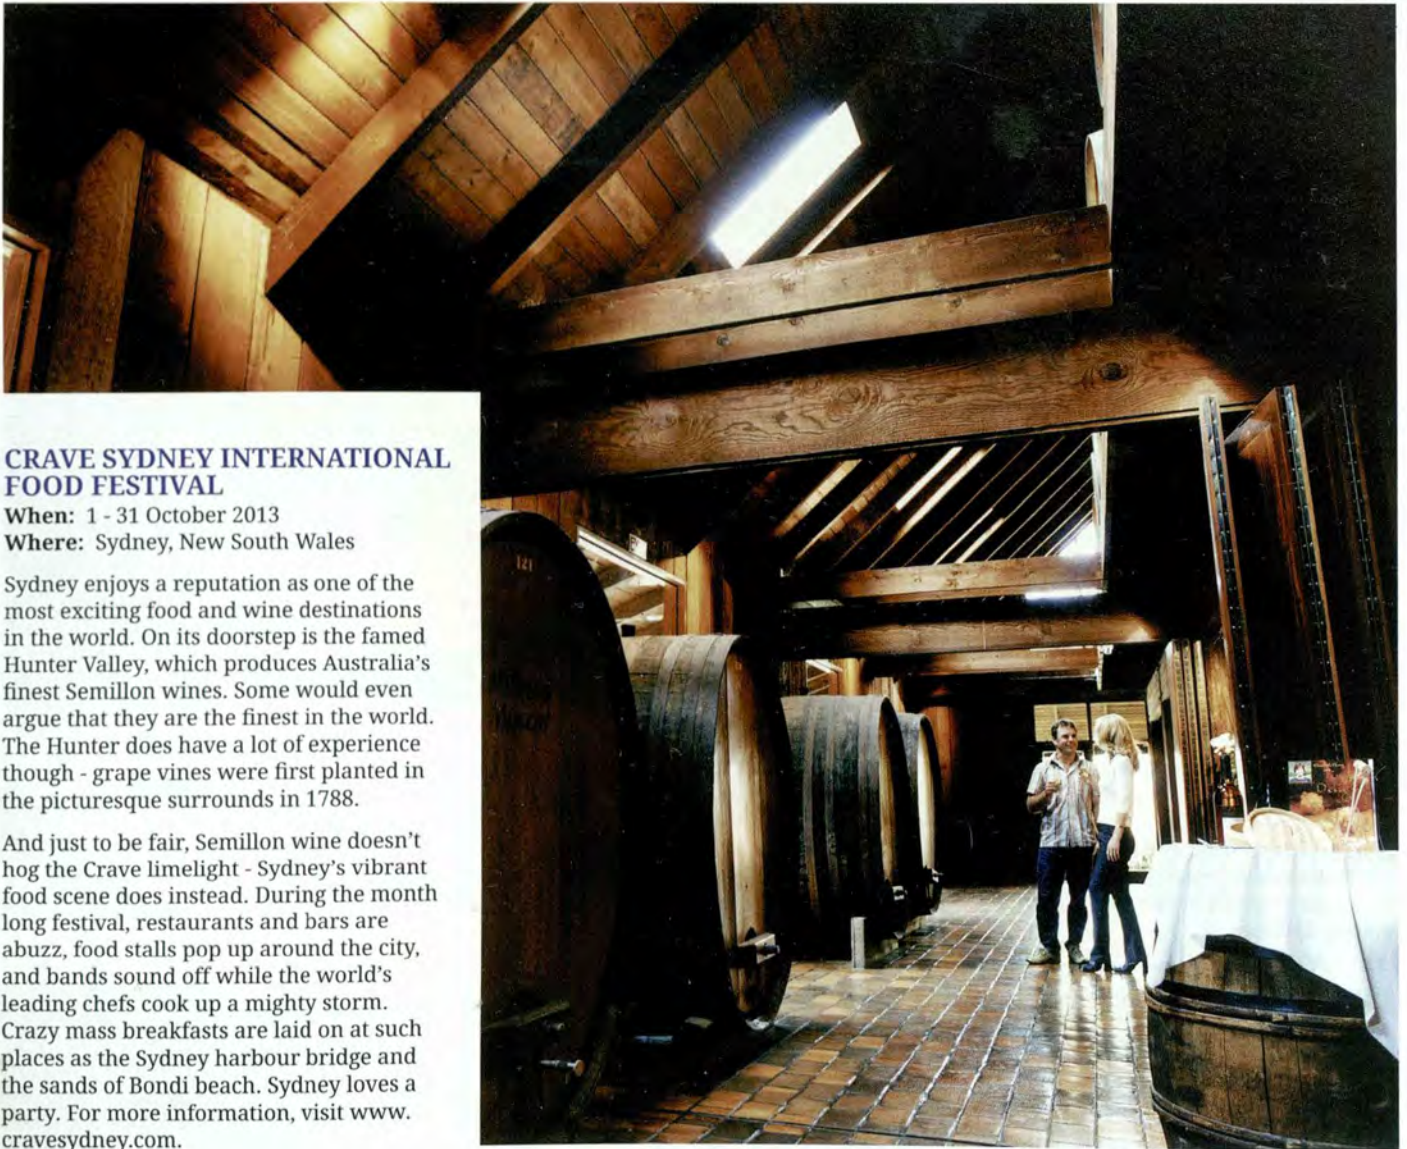 CRAVE SYDNEY INTERNATIONAL
FOOD FESTIVAL
When: 1 - 31 October 2013
Where: Sydney, New South Wales
Sydney enjoys a reputation as one of the
most exciting food and wine destinations
in the world. On its doorstep is the famed
Hunter Valley, which produces Australia's
finest Semillon wines. Some would even
argue that they are the finest in the world.
The Hunter does have a lot of experience
though - grape vines were first planted in
the picturesque surrounds in 1788.
And just to be fair, Semillon wine doesn't
hog the Crave limelight - Sydney's vibrant
food scene does instead. During the month
long festival, restaurants and bars are
abuzz, food stalls pop up around the city,
and bands sound off while the world's
leading chefs cook up a mighty storm.
Crazy mass breakfasts are laid on at such
places as the Sydney harbour bridge and
the sands of Bondi beach. Sydney loves a
party. For more information, visit www.
cravesydney.com.
121